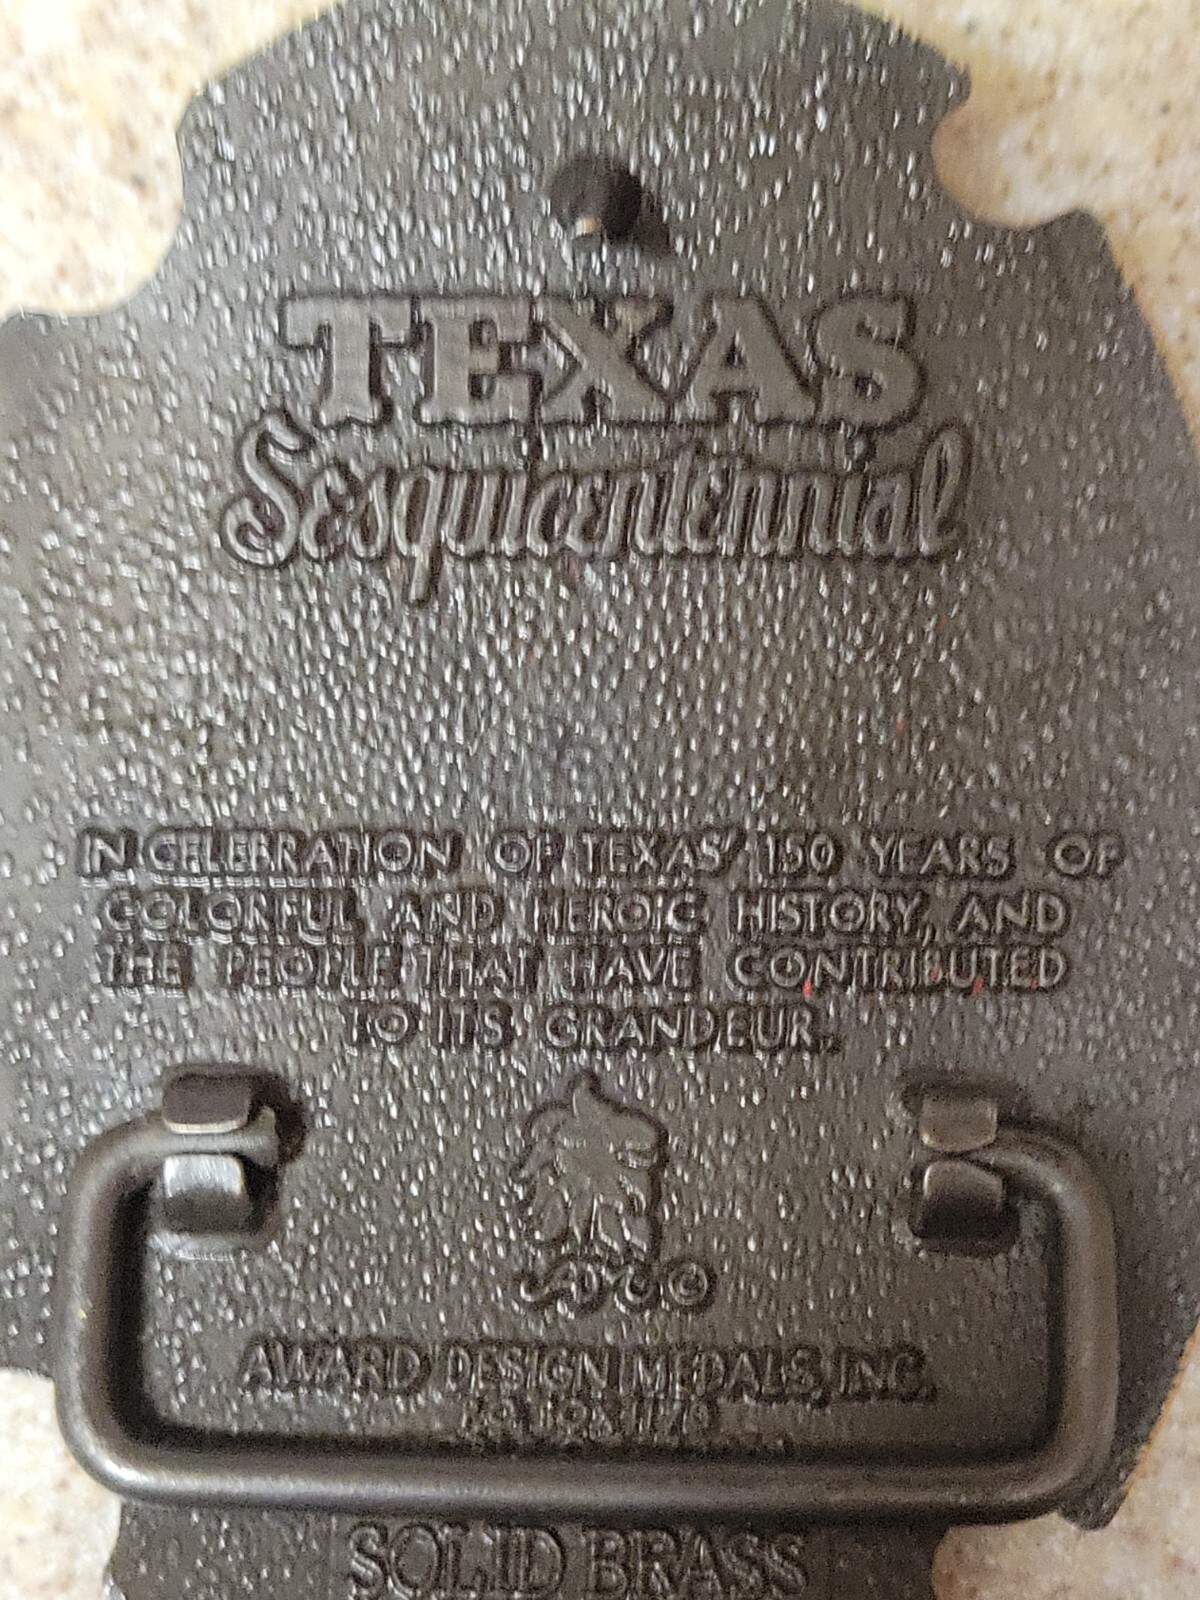 TEXAS
Sesquicentennial
IN CELEBRATION OF TEXAS' 150 YEARS OF
COLORFUL AND HEROIC HISTORY, AND
THE PEOPLE THAT HAVE CONTRIBUTED
TO ITS GRANDEUR.
AWARD DESIGN MEDALS, INC.
SOLID BRASS